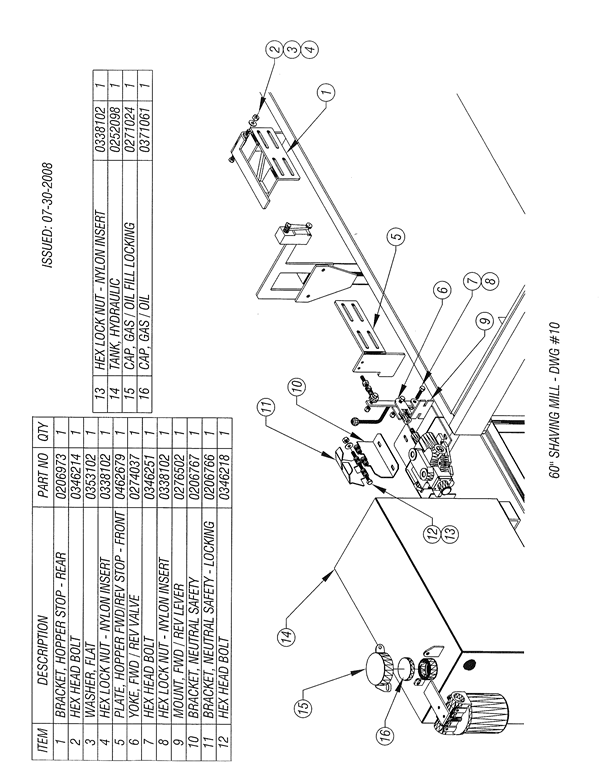 ISSUED: 07-30-2008
ITEM DESCRIPTION PART NO QTY
1 BRACKET, HOPPER STOP - REAR 0206973 1
2 HEX HEAD BOLT 0346214 1
3 WASHER, FLAT 0353102 1
4 HEX LOCK NUT - NYLON INSERT 0338102 1
5 PLATE, HOPPER FWD/REV STOP - FRONT 0462679 1
6 YOKE, FWD / REV VALVE 0274037 1
7 HEX HEAD BOLT 0346251 1
8 HEX LOCK NUT - NYLON INSERT 0338102 1
9 MOUNT, FWD / REV LEVER 0276502 1
10 BRACKET, NEUTRAL SAFETY 0206767 1
11 BRACKET, NEUTRAL SAFETY - LOCKING 0206766 1
12 HEX HEAD BOLT 0346218 1
13 HEX LOCK NUT - NYLON INSERT 0338102 1
14 TANK, HYDRAULIC 0252098 1
15 CAP, GAS / OIL FILL LOCKING 0271024 1
16 CAP, GAS / OIL 0371061 1
2
3
4
1
5
6
7
8
9
10
11
12
13
14
15
16
60" SHAVING MILL - DWG #10